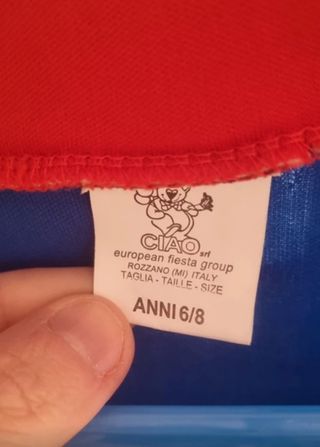 CIAO srl
european fiesta group
ROZZANO (MI) ITALY
TAGLIA - TAILLE - SIZE
ANNI 6/8